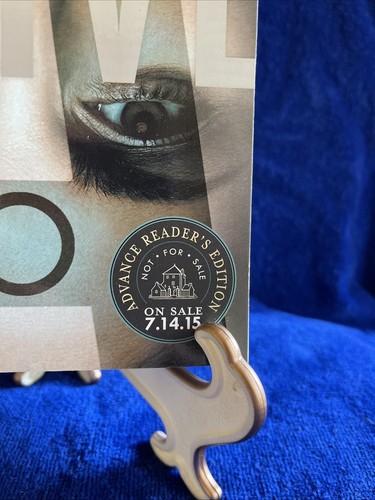 ADVANCE READER'S EDITION
NOT • FOR • SALE
ON SALE
7.14.15